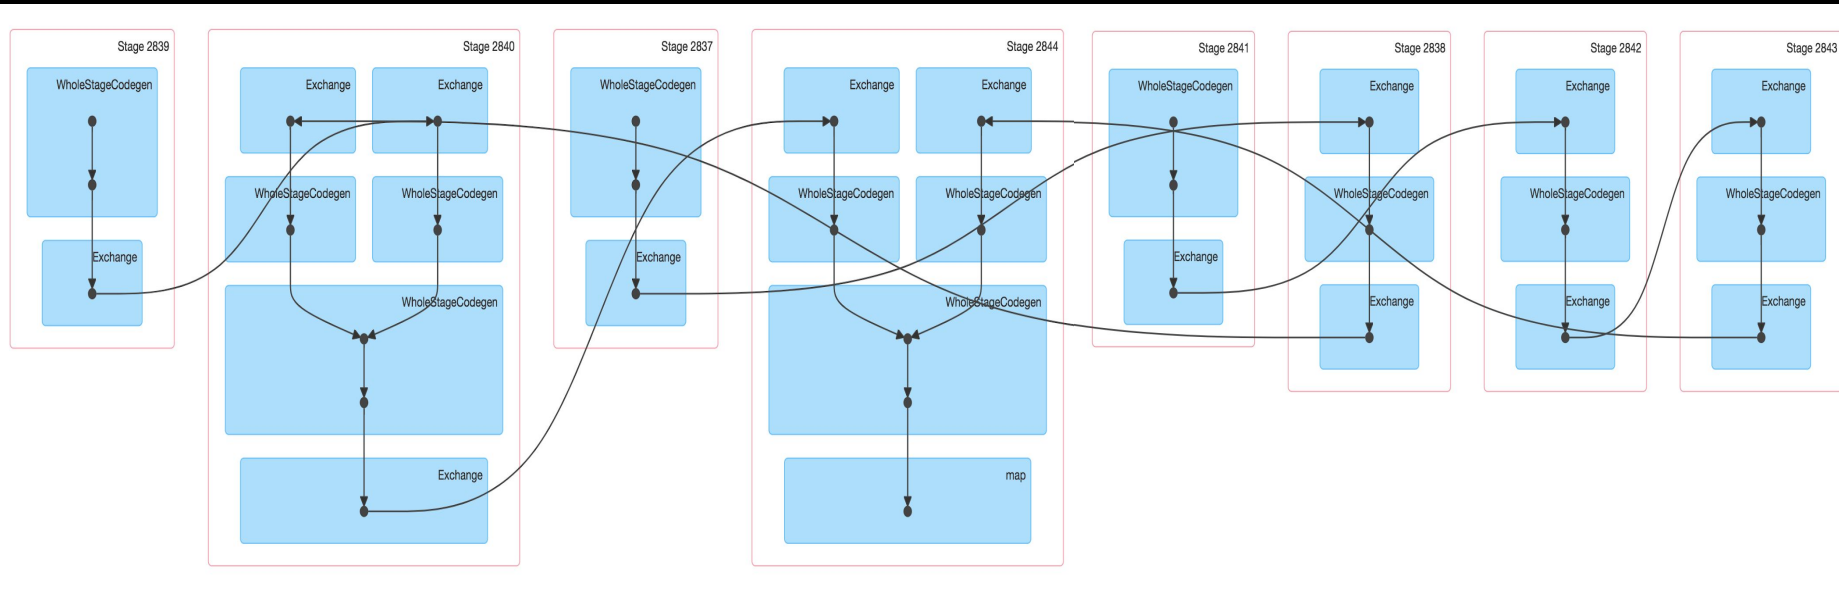 Stage 2839
WholeStageCodegen
Exchange
Stage 2840
Exchange
Exchange
WholeStageCodegen
WholeStageCodegen
WholeStageCodegen
Exchange
Stage 2837
WholeStageCodegen
Exchange
Stage 2844
Exchange
Exchange
WholeStageCodegen
WholeStageCodegen
WholeStageCodegen
map
Stage 2841
WholeStageCodegen
Exchange
Stage 2838
Exchange
WholeStageCodegen
Exchange
Stage 2842
Exchange
WholeStageCodegen
Exchange
Stage 2843
Exchange
WholeStageCodegen
Exchange